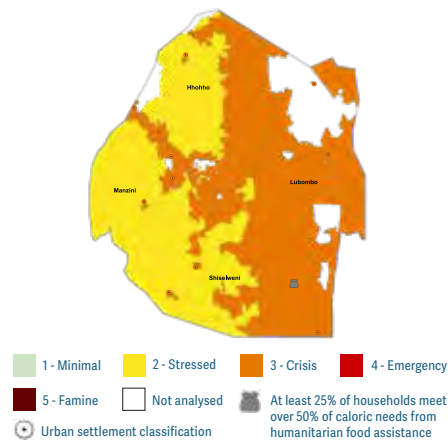 Hhohho
Manzini
Lubombo
Shiselweni
1 - Minimal
2 - Stressed
3 - Crisis
4 - Emergency
5 - Famine
Not analysed
At least 25% of households meet
over 50% of caloric needs from
humanitarian food assistance
Urban settlement classification